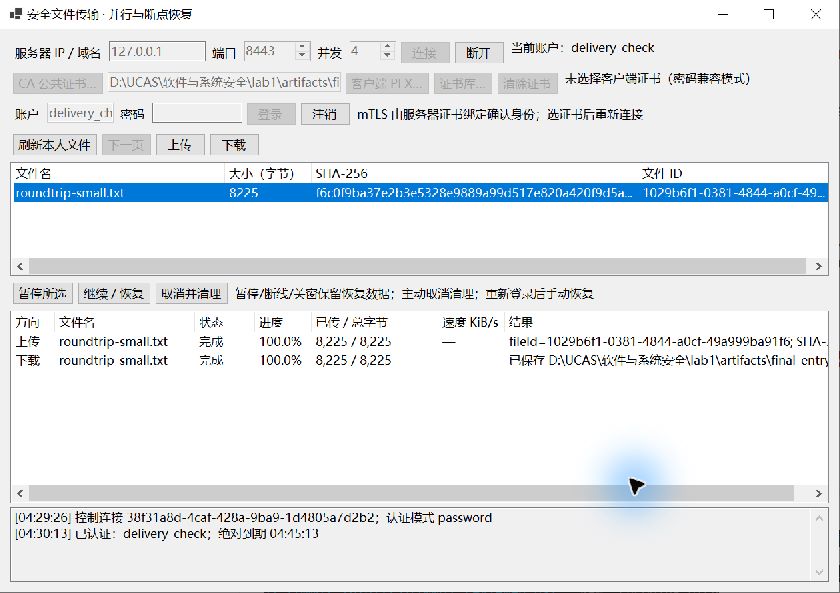 安全文件传输 · 并行与断点恢复
服务器 IP / 域名 127.0.0.1 端口 8443 并发 4 连接 断开 当前账户：delivery_check
CA 公共证书... D:\UCAS\软件与系统安全\lab1\artifacts\fi 客户端 PFX... 证书库... 清除证书 未选择客户端证书（密码兼容模式）
账户 delivery_ch 密码 登录 注销 mTLS 由服务器证书绑定确认身份；选证书后重新连接
刷新本人文件 下一页 上传 下载
文件名 大小（字节） SHA-256 文件 ID
roundtrip-small.txt 8225 f6c0f9ba37e2b3e5328e9889a99d517e820a420f9d5a... 1029b6f1-0381-4844-a0cf-49...
暂停所选 继续 / 恢复 取消并清理 暂停/断线/关密保留恢复数据；主动取消清理；重新登录后手动恢复
方向 文件名 状态 进度 已传 / 总字节 速度 KiB/s 结果
上传 roundtrip-small.txt 完成 100.0% 8,225 / 8,225 — fileId=1029b6f1-0381-4844-a0cf-49a999ba91f6; SHA-
下载 roundtrip-small.txt 完成 100.0% 8,225 / 8,225 已保存 D:\UCAS\软件与系统安全\lab1\artifacts\final_entry
[04:29:26] 控制连接 38f31a8d-4caf-428a-9ba9-1d4805a7d2b2；认证模式 password
[04:30:13] 已认证：delivery_check；绝对到期 04:45:13